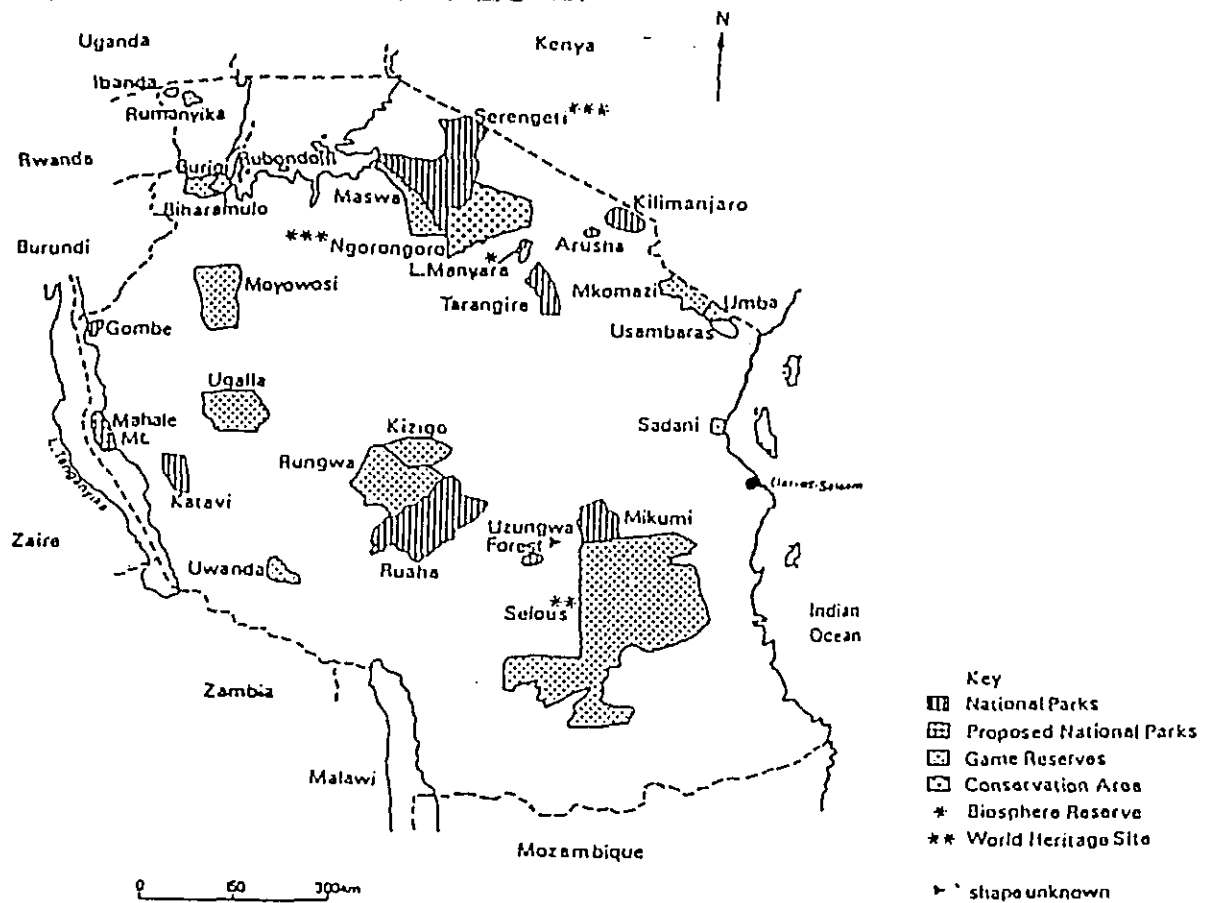 N
Uganda
Kenya
Ibanda
Rumanyika
Serengeti ***
Rwanda
Burigi
Rubondo
Biharamulo
Maswa
Kilimanjaro
*** Ngorongoro
Arusha
Burundi
L.Manyara
*
Moyowosi
Tarangire
Mkomazi
Umba
Usambaras
Gombe
Ugalla
Mahale
Mt.
Kizigo
Sadani
Rungwa
L. Tanganyika
Katavi
Uzungwa
Forest
Mikumi
Zaire
Uwanda
Ruaha
Selous **
Indian
Ocean
Zambia
Malawi
Mozambique
Key
National Parks
Proposed National Parks
Game Reserves
Conservation Area
* Biosphere Reserve
** World Heritage Site
shape unknown
0
300km